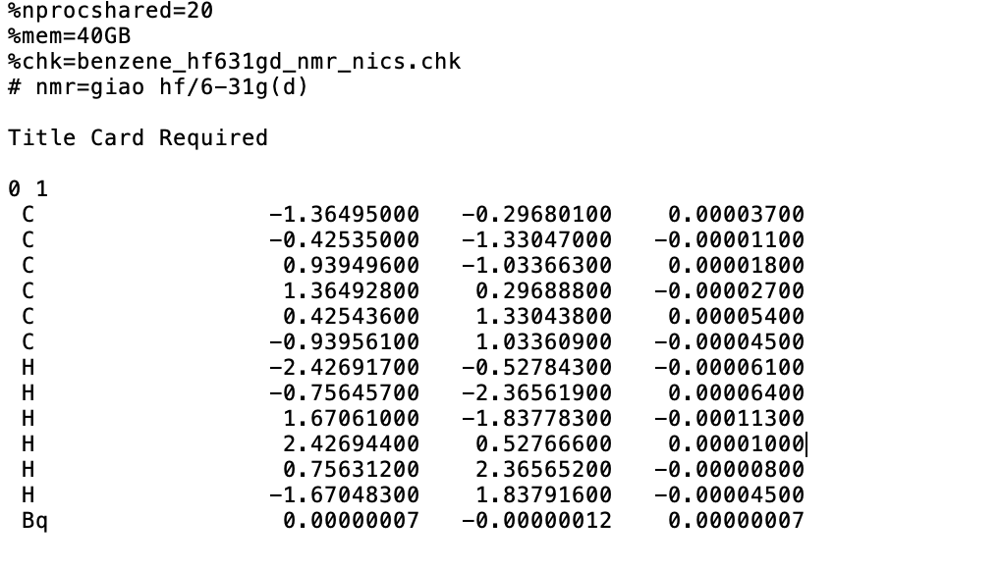 %nprocshared=20
%mem=40GB
%chk=benzene_hf631gd_nmr_nics.chk
# nmr=giao hf/6-31g(d)

Title Card Required

0 1
 C                 -1.36495000   -0.29680100    0.00003700
 C                 -0.42535000   -1.33047000   -0.00001100
 C                  0.93949600   -1.03366300    0.00001800
 C                  1.36492800    0.29688800   -0.00002700
 C                  0.42543600    1.33043800    0.00005400
 C                 -0.93956100    1.03360900   -0.00004500
 H                 -2.42691700   -0.52784300   -0.00006100
 H                 -0.75645700   -2.36561900    0.00006400
 H                  1.67061000   -1.83778300   -0.00011300
 H                  2.42694400    0.52766600    0.00001000
 H                  0.75631200    2.36565200   -0.00000800
 H                 -1.67048300    1.83791600   -0.00004500
 Bq                 0.00000007   -0.00000012    0.00000007